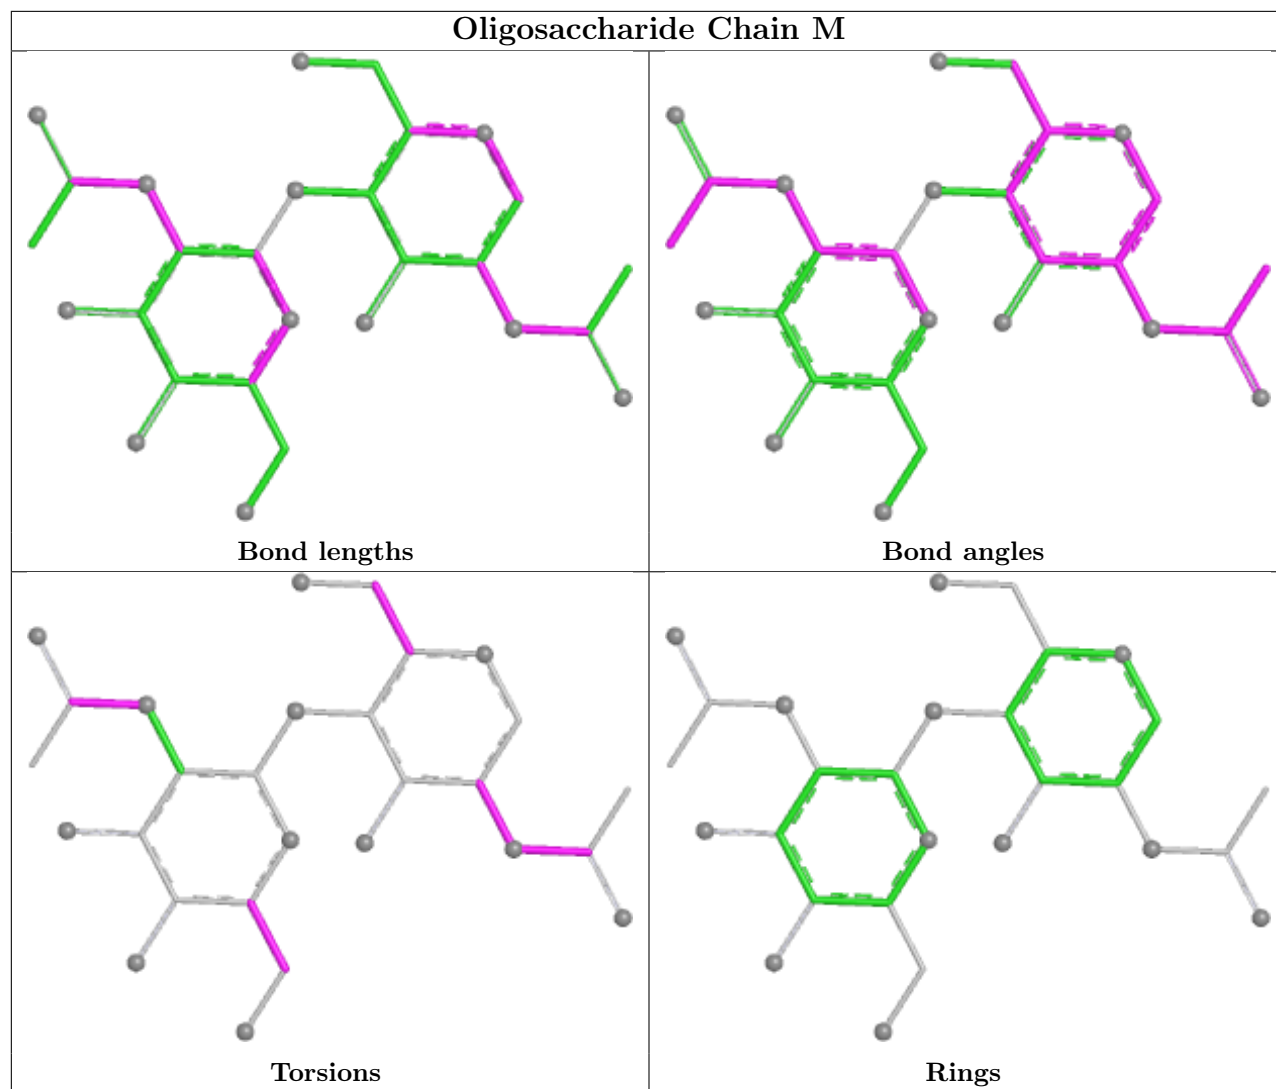 Oligosaccharide Chain M
Bond lengths
Bond angles
Torsions
Rings